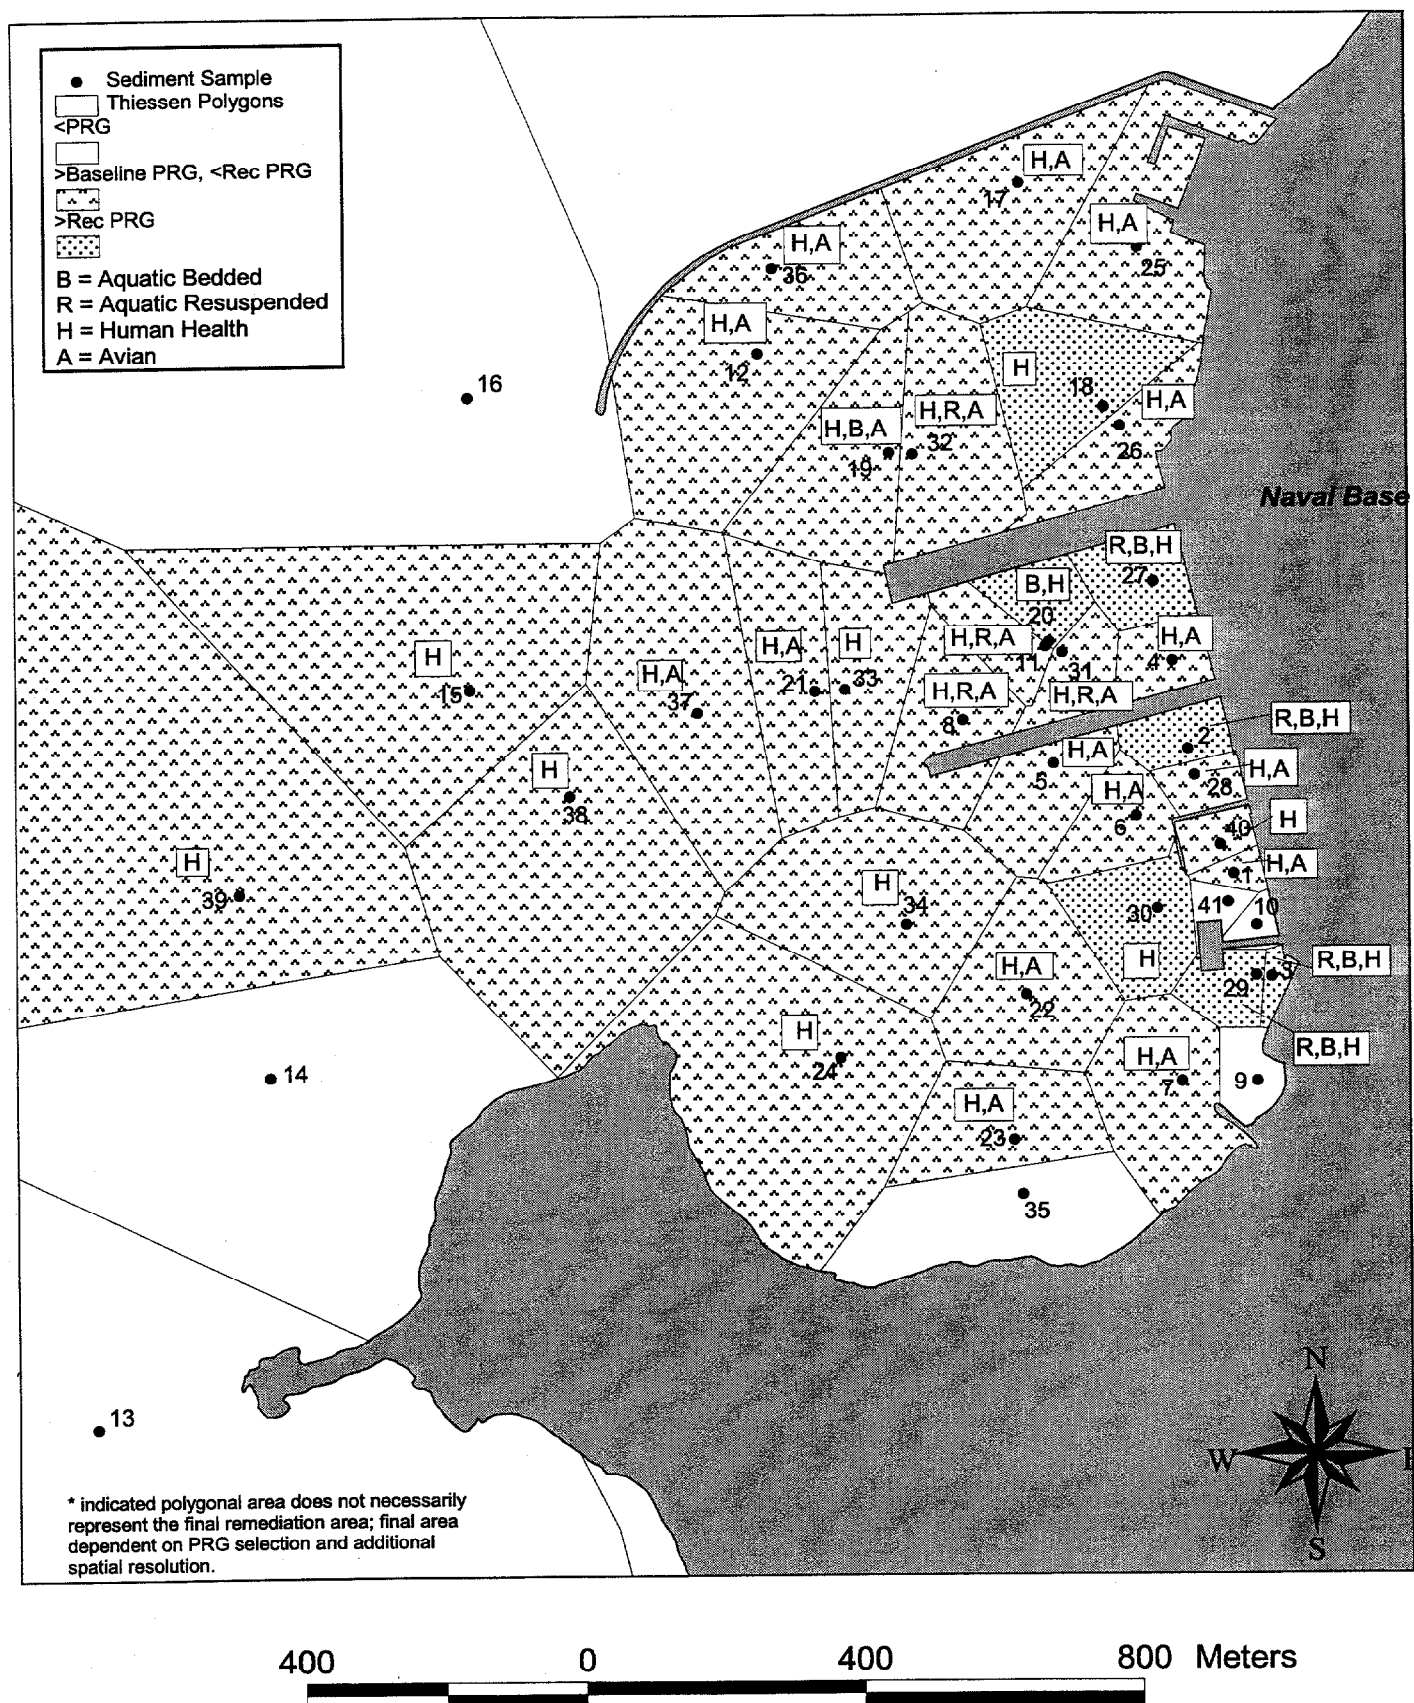 Sediment Sample
Thiessen Polygons
<PRG
>Baseline PRG, <Rec PRG
>Rec PRG
B = Aquatic Bedded
R = Aquatic Resuspended
H = Human Health
A = Avian
H,A
17
H,A
25
H,A
36
H,A
12
16
H
18
H,A
26
H,R,A
32
H,B,A
19
Naval Base
R,B,H
27
B,H
20
H,R,A
11
31
H,A
4
H,A
21
H
33
H
15
H,A
37
H,R,A
8
H,R,A
R,B,H
2
H,A
5
H,A
28
H
38
H,A
6
H
40
H,A
1
H
39
H
34
30
41
10
H
R,B,H
3
29
H,A
22
H
24
R,B,H
H,A
7
9
14
H,A
23
35
13
N
W
S
* indicated polygonal area does not necessarily
represent the final remediation area; final area
dependent on PRG selection and additional
spatial resolution.
400 0 400 800 Meters